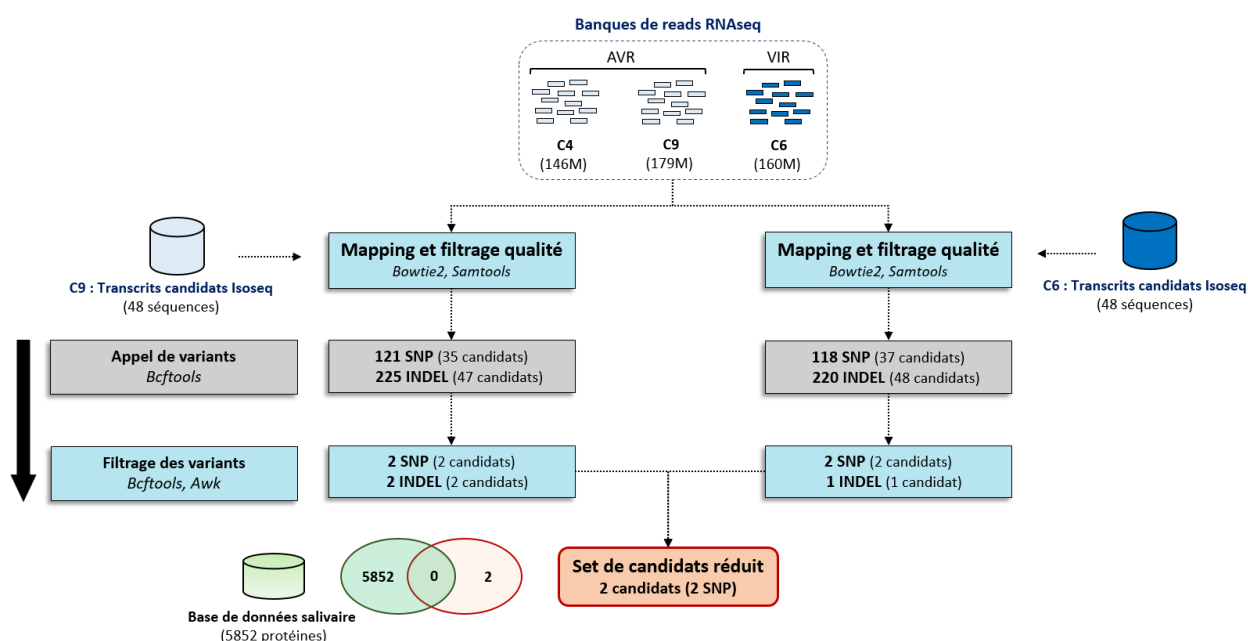 Banques de reads RNAseq
AVR
VIR
C4
(146M)
C9
(179M)
C6
(160M)
C9 : Transcrits candidats Isoseq
(48 séquences)
Mapping et filtrage qualité
Bowtie2, Samtools
Mapping et filtrage qualité
Bowtie2, Samtools
C6 : Transcrits candidats Isoseq
(48 séquences)
Appel de variants
Bcftools
121 SNP (35 candidats)
225 INDEL (47 candidats)
118 SNP (37 candidats)
220 INDEL (48 candidats)
Filtrage des variants
Bcftools, Awk
2 SNP (2 candidats)
2 INDEL (2 candidats)
2 SNP (2 candidats)
1 INDEL (1 candidat)
5852
0
2
Set de candidats réduit
2 candidats (2 SNP)
Base de données salivaire
(5852 protéines)